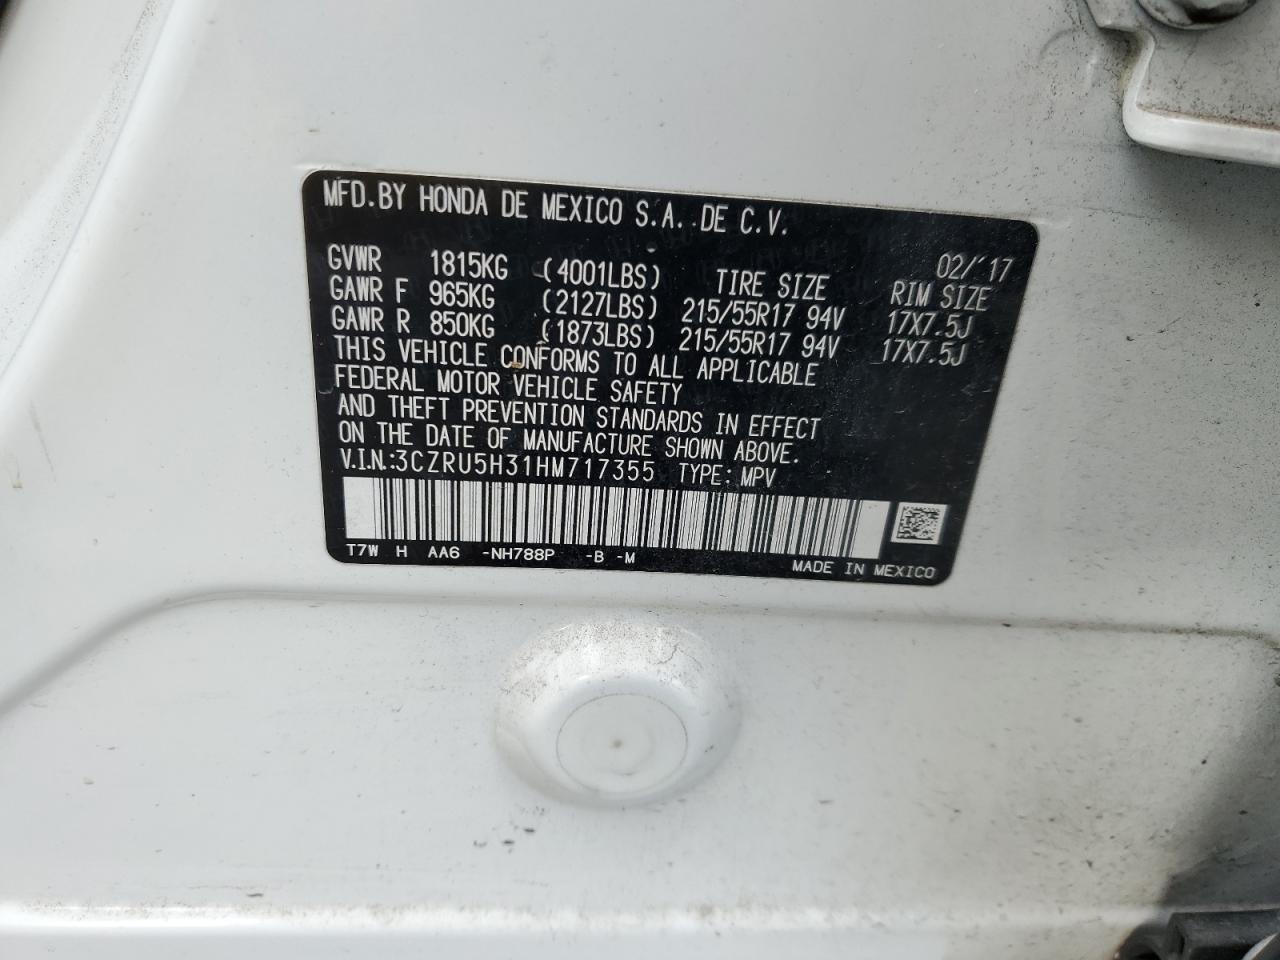 MFD.BY HONDA DE MEXICO S.A. DE C.V.
02/'17
GVWR 1815KG (4001LBS) TIRE SIZE RIM SIZE
GAWR F 965KG (2127LBS) 215/55R17 94V 17X7.5J
GAWR R 850KG (1873LBS) 215/55R17 94V 17X7.5J
THIS VEHICLE CONFORMS TO ALL APPLICABLE
FEDERAL MOTOR VEHICLE SAFETY
AND THEFT PREVENTION STANDARDS IN EFFECT
ON THE DATE OF MANUFACTURE SHOWN ABOVE.
V.I.N.:3CZRU5H31HM717355 TYPE: MPV
T7W H AA6 -NH788P -B -M
MADE IN MEXICO